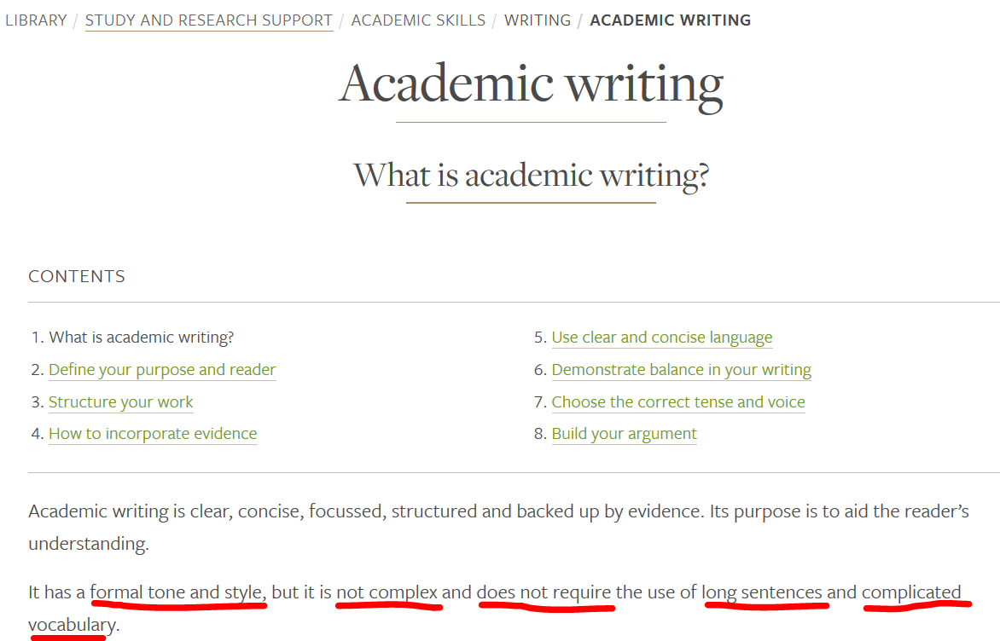 LIBRARY / STUDY AND RESEARCH SUPPORT / ACADEMIC SKILLS / WRITING / ACADEMIC WRITING
Academic writing
What is academic writing?
CONTENTS
1. What is academic writing?
2. Define your purpose and reader
3. Structure your work
4. How to incorporate evidence
5. Use clear and concise language
6. Demonstrate balance in your writing
7. Choose the correct tense and voice
8. Build your argument
Academic writing is clear, concise, focussed, structured and backed up by evidence. Its purpose is to aid the reader’s
understanding.
It has a formal tone and style, but it is not complex and does not require the use of long sentences and complicated
vocabulary.